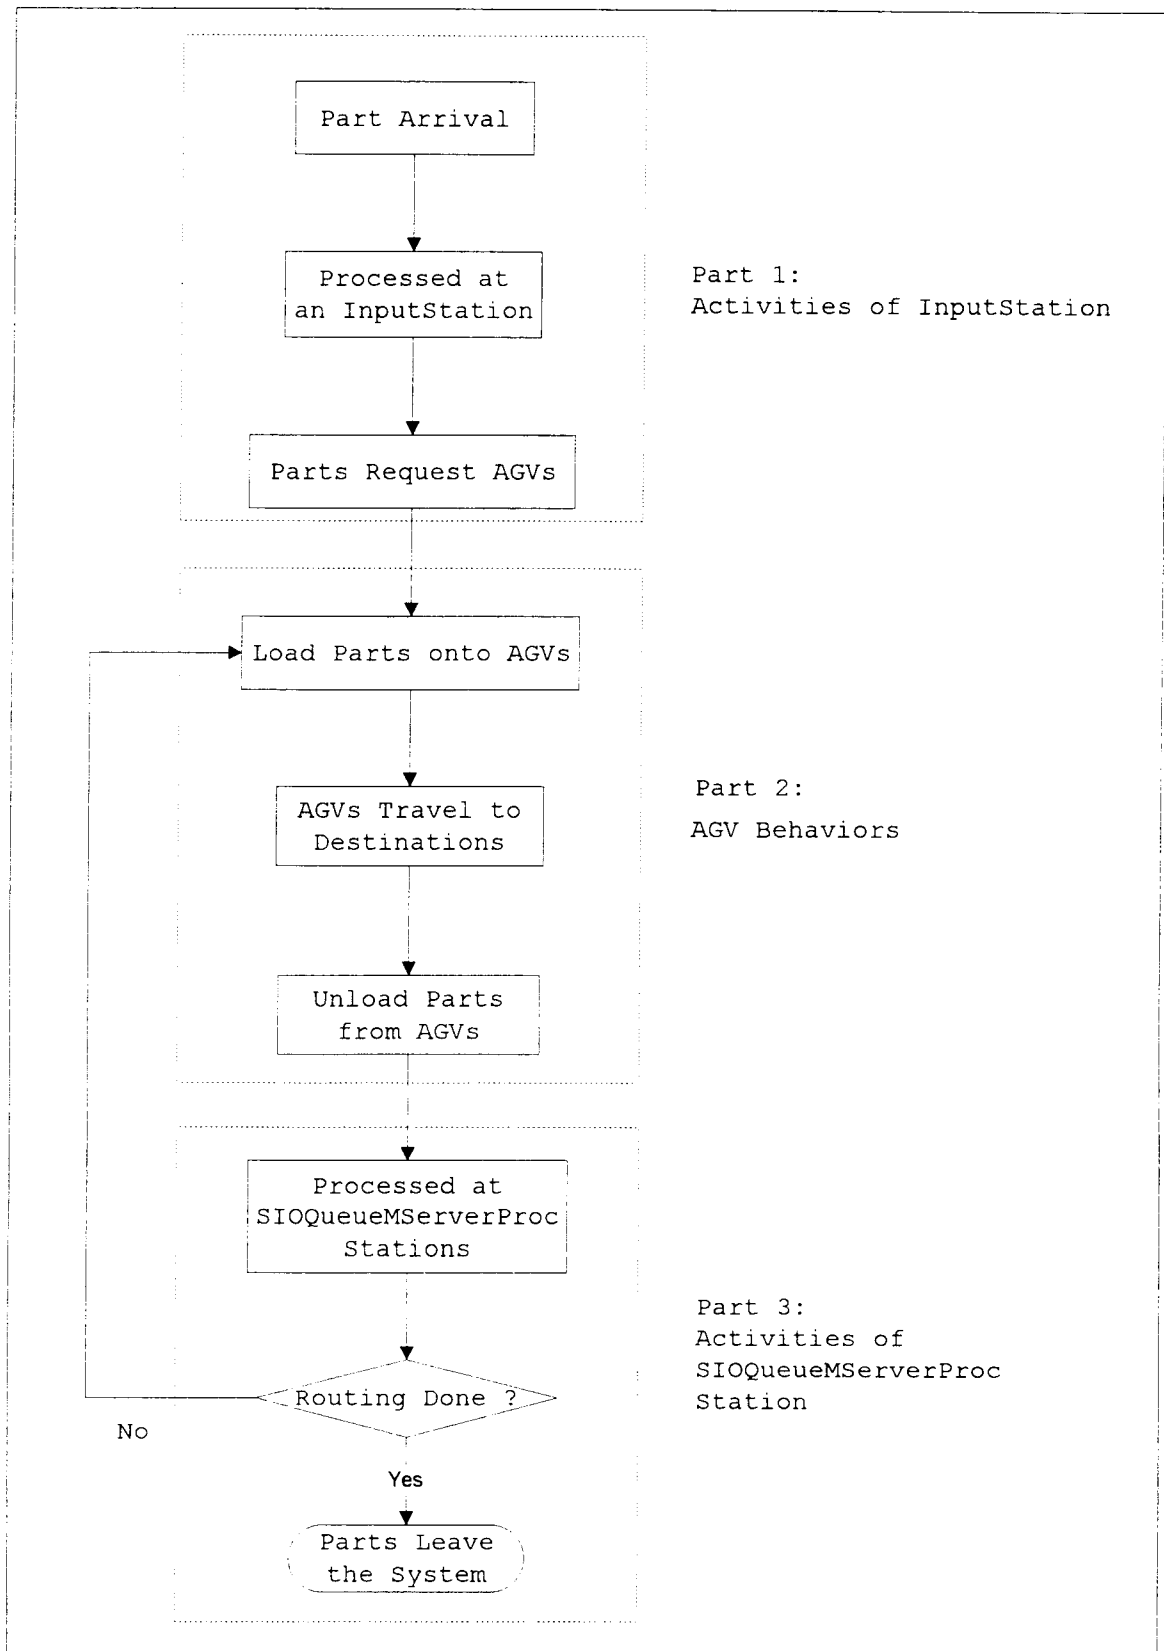 Part Arrival
Processed at
an InputStation
Part 1:
Activities of InputStation
Parts Request AGVs
Load Parts onto AGVs
AGVs Travel to
Destinations
Part 2:
AGV Behaviors
Unload Parts
from AGVs
Processed at
SIOQueueMServerProc
Stations
Part 3:
Activities of
SIOQueueMServerProc
Station
Routing Done ?
No
Yes
Parts Leave
the System